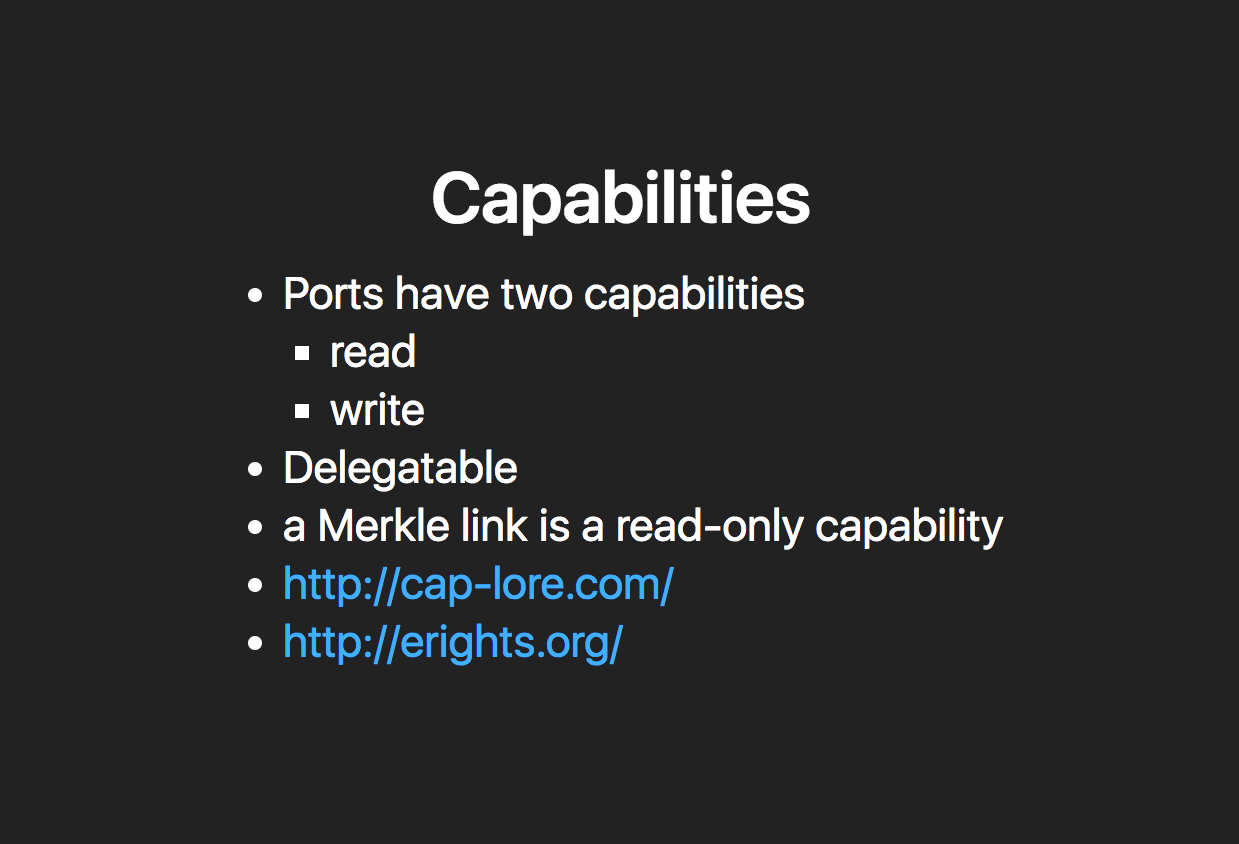 Capabilities
Ports have two capabilities
read
write
Delegatable
a Merkle link is a read-only capability
http://cap-lore.com/
http://erights.org/